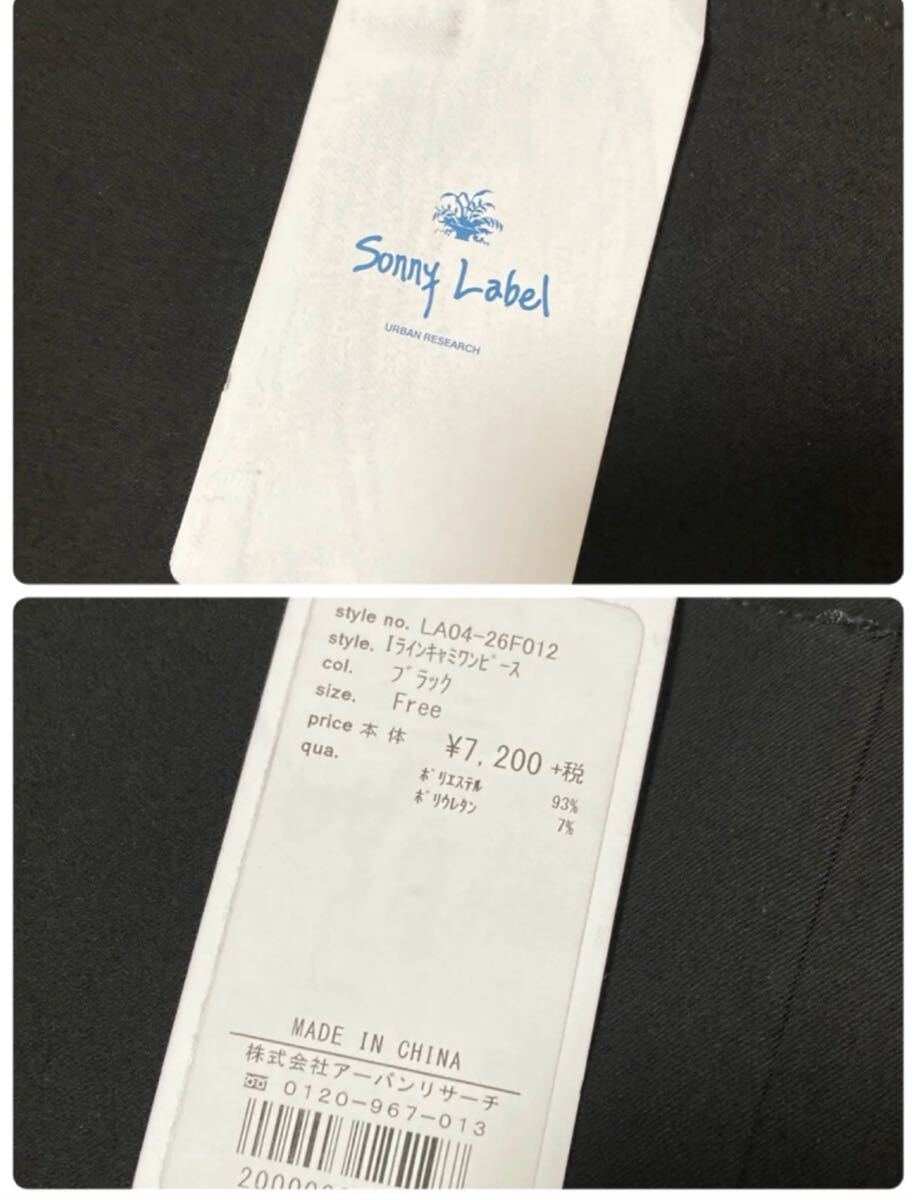 Sonny Label
URBAN RESEARCH
style no. LA04-26F012
style. Iラインキャミワンピース
col. ブラック
size. Free
price 本体 ¥7,200 +税
qua.
ポリエステル 93%
ポリウレタン 7%
MADE IN CHINA
株式会社アーバンリサーチ
0120-967-013